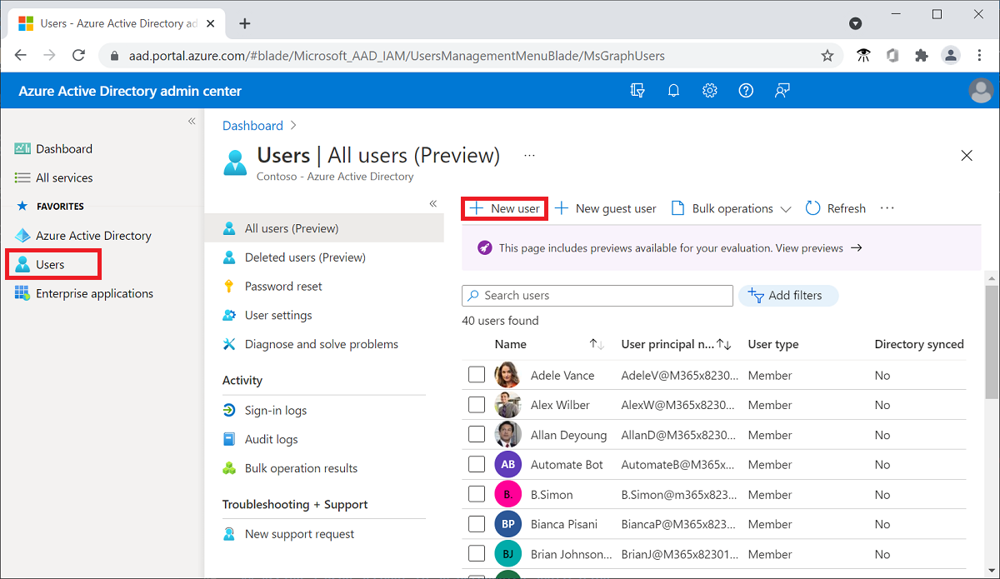 Users - Azure Active Directory ad
aad.portal.azure.com/#blade/Microsoft_AAD_IAM/UsersManagementMenuBlade/MsGraphUsers
Azure Active Directory admin center
Dashboard
All services
FAVORITES
Azure Active Directory
Users
Enterprise applications
Dashboard >
Users | All users (Preview) ...
Contoso - Azure Active Directory
All users (Preview)
Deleted users (Preview)
Password reset
User settings
Diagnose and solve problems
Activity
Sign-in logs
Audit logs
Bulk operation results
Troubleshooting + Support
New support request
New user New guest user Bulk operations Refresh ...
This page includes previews available for your evaluation. View previews →
Search users Add filters
40 users found
Name User principal n... User type Directory synced
Adele Vance AdeleV@M365x8230... Member No
Alex Wilber AlexW@M365x8230... Member No
Allan Deyoung AllanD@M365x8230... Member No
AB Automate Bot AutomateB@M365x... Member No
B. B.Simon B.Simon@m365x823... Member No
BP Bianca Pisani BiancaP@M365x823... Member No
BJ Brian Johnson... BrianJ@M365x82301... Member No